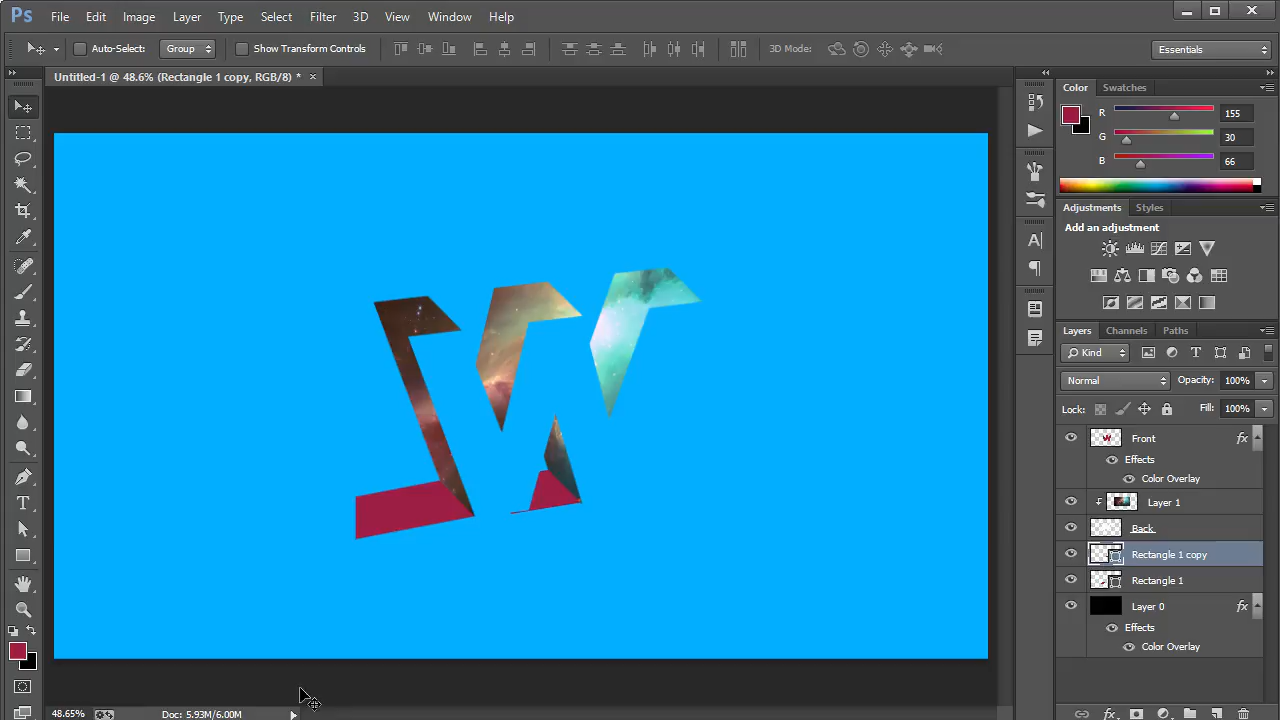 Ps File Edit Image Layer Type Select Filter 3D View Window Help
Auto-Select: Group Show Transform Controls 3D Mode: Essentials
Untitled-1 @ 48.6% (Rectangle 1 copy, RGB/8) * ×
Color Swatches
R 155
G 30
B 66
Adjustments Styles
Add an adjustment
Layers Channels Paths
Kind
Normal Opacity: 100%
Lock: Fill: 100%
Front fx
Effects
Color Overlay
Layer 1
Back
Rectangle 1 copy
Rectangle 1
Layer 0 fx
Effects
Color Overlay
48.65% Doc: 5.93M/6.00M